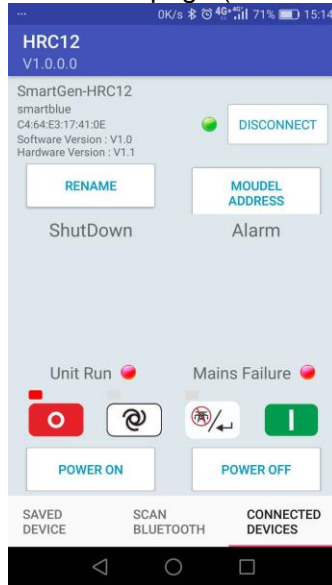 ... 0K/s 4G+ 4G 71% 15:14
HRC12
V1.0.0.0
SmartGen-HRC12
smartblue
C4:64:E3:17:41:0E
Software Version : V1.0
Hardware Version : V1.1
DISCONNECT
RENAME
MOUDEL
ADDRESS
ShutDown
Alarm
Unit Run
Mains Failure
POWER ON
POWER OFF
SAVED
DEVICE
SCAN
BLUETOOTH
CONNECTED
DEVICES